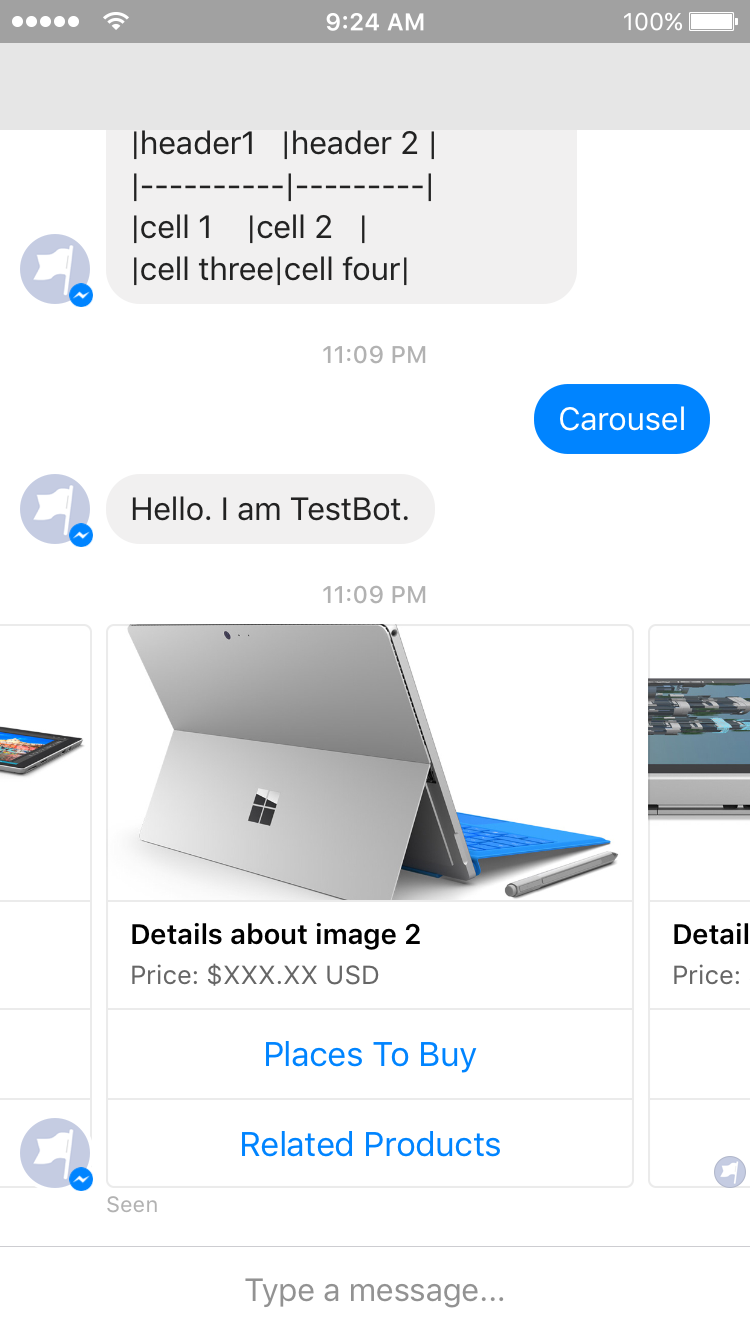 9:24 AM
100%
|header1 |header 2 |
|----------|---------|
|cell 1 |cell 2 |
|cell three|cell four|
11:09 PM
Carousel
Hello. I am TestBot.
11:09 PM
Details about image 2
Price: $XXX.XX USD
Detail
Price:
Places To Buy
Related Products
Seen
Type a message...